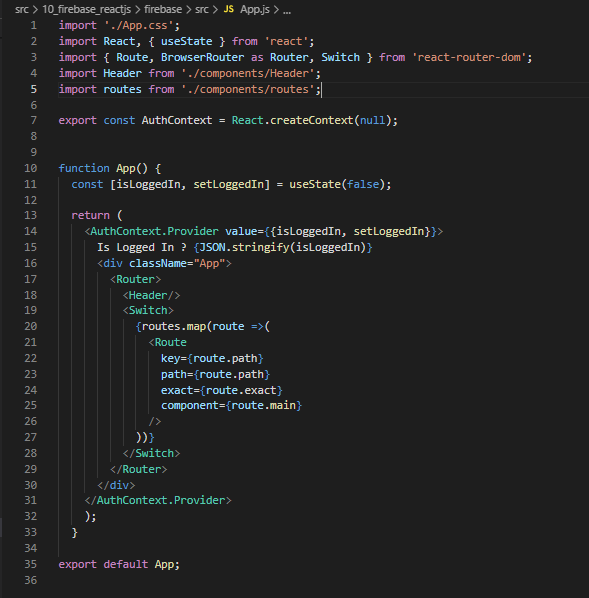 src > 10_firebase_reactjs > firebase > src > JS App.js > ...
1 import './App.css';
2 import React, { useState } from 'react';
3 import { Route, BrowserRouter as Router, Switch } from 'react-router-dom';
4 import Header from './components/Header';
5 import routes from './components/routes';
6
7 export const AuthContext = React.createContext(null);
8
9
10 function App() {
11   const [isLoggedIn, setLoggedIn] = useState(false);
12
13   return (
14     <AuthContext.Provider value={{isLoggedIn, setLoggedIn}}>
15       Is Logged In ? {JSON.stringify(isLoggedIn)}
16       <div className="App">
17         <Router>
18           <Header/>
19           <Switch>
20             {routes.map(route =>(
21               <Route
22                 key={route.path}
23                 path={route.path}
24                 exact={route.exact}
25                 component={route.main}
26               />
27             ))}
28           </Switch>
29         </Router>
30       </div>
31     </AuthContext.Provider>
32     );
33   }
34
35 export default App;
36